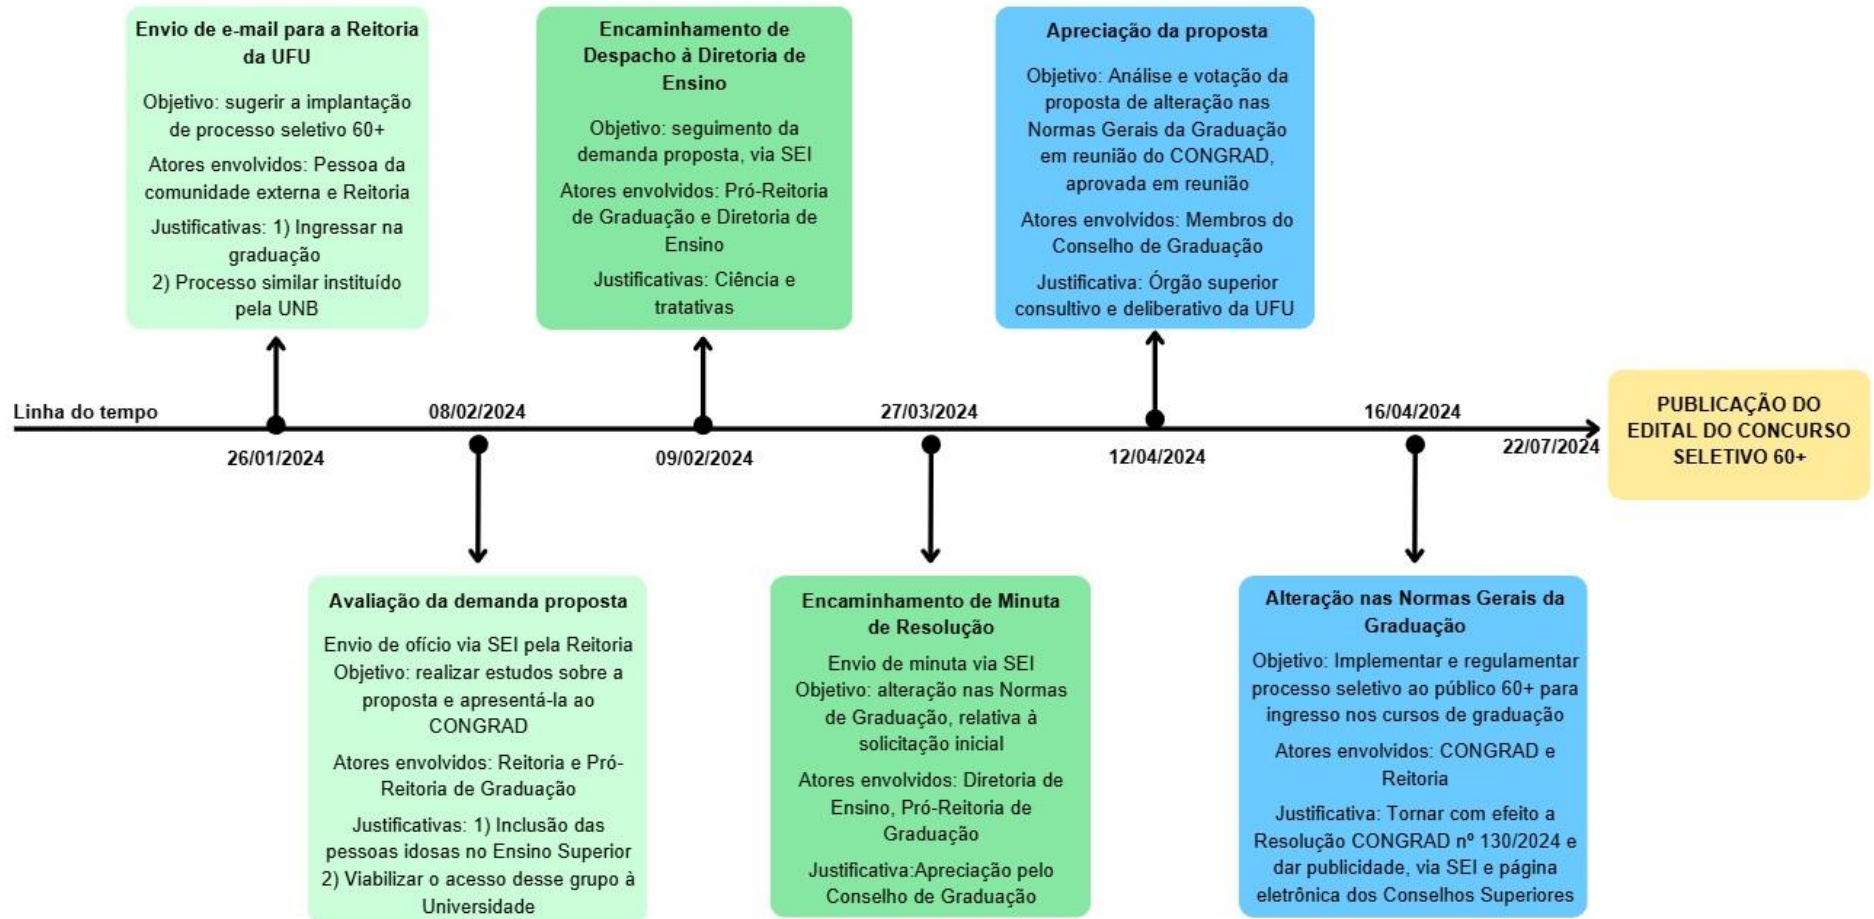 Envio de e-mail para a Reitoria
da UFU
Objetivo: sugerir a implantação
de processo seletivo 60+
Atores envolvidos: Pessoa da
comunidade externa e Reitoria
Justificativas: 1) Ingressar na
graduação
2) Processo similar instituído
pela UNB
Encaminhamento de
Despacho à Diretoria de
Ensino
Objetivo: seguimento da
demanda proposta, via SEI
Atores envolvidos: Pró-Reitoria
de Graduação e Diretoria de
Ensino
Justificativas: Ciência e
tratativas
Apreciação da proposta
Objetivo: Análise e votação da
proposta de alteração nas
Normas Gerais da Graduação
em reunião do CONGRAD,
aprovada em reunião
Atores envolvidos: Membros do
Conselho de Graduação
Justificativa: Órgão superior
consultivo e deliberativo da UFU
Linha do tempo
26/01/2024
08/02/2024
09/02/2024
27/03/2024
12/04/2024
16/04/2024
22/07/2024
PUBLICAÇÃO DO
EDITAL DO CONCURSO
SELETIVO 60+
Avaliação da demanda proposta
Envio de ofício via SEI pela Reitoria
Objetivo: realizar estudos sobre a
proposta e apresentá-la ao
CONGRAD
Atores envolvidos: Reitoria e Pró-
Reitoria de Graduação
Justificativas: 1) Inclusão das
pessoas idosas no Ensino Superior
2) Viabilizar o acesso desse grupo à
Universidade
Encaminhamento de Minuta
de Resolução
Envio de minuta via SEI
Objetivo: alteração nas Normas
de Graduação, relativa à
solicitação inicial
Atores envolvidos: Diretoria de
Ensino, Pró-Reitoria de
Graduação
Justificativa:Apreciação pelo
Conselho de Graduação
Alteração nas Normas Gerais da
Graduação
Objetivo: Implementar e regulamentar
processo seletivo ao público 60+ para
ingresso nos cursos de graduação
Atores envolvidos: CONGRAD e
Reitoria
Justificativa: Tornar com efeito a
Resolução CONGRAD nº 130/2024 e
dar publicidade, via SEI e página
eletrônica dos Conselhos Superiores